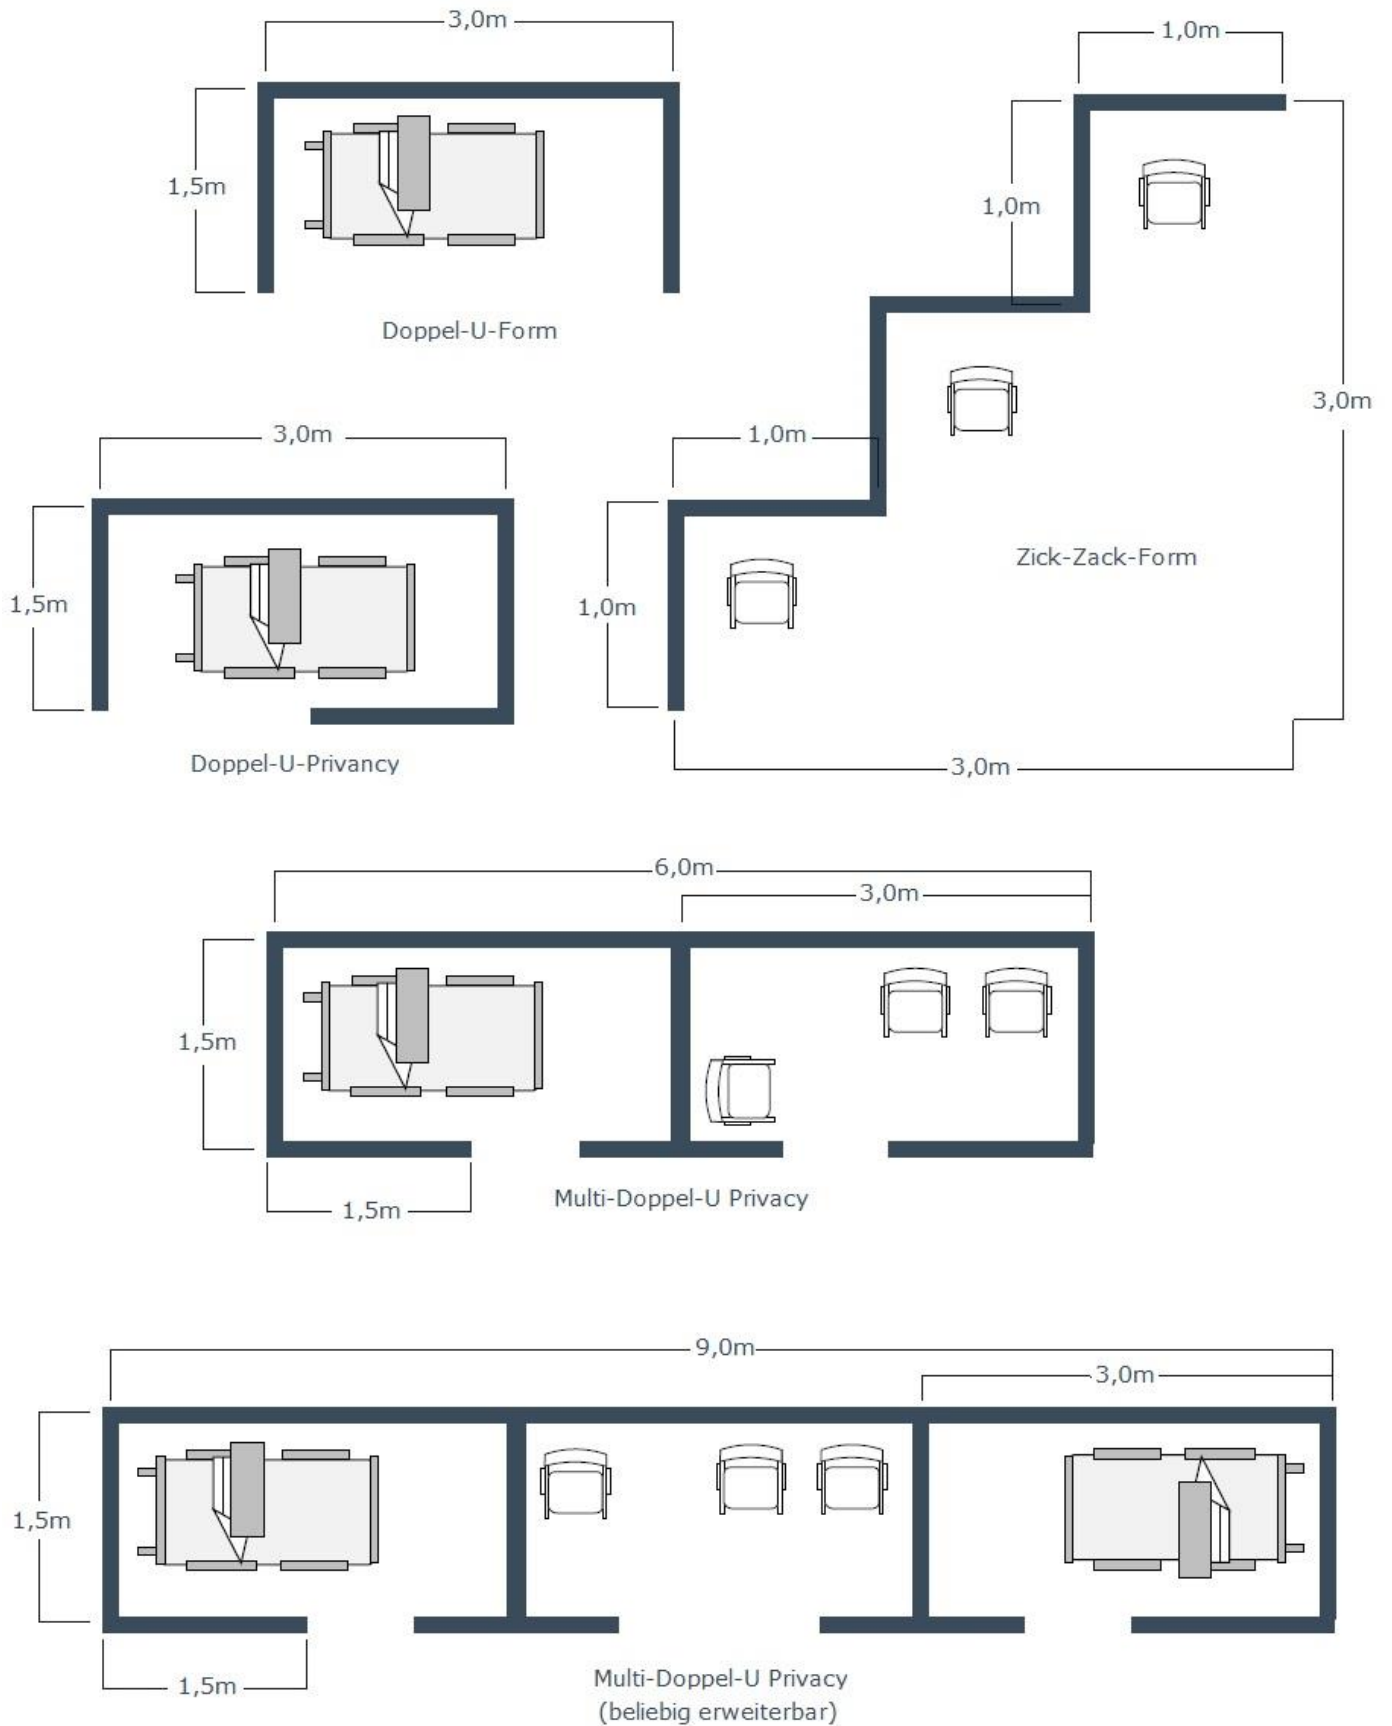 3,0m
1,5m
Doppel-U-Form
1,0m
1,0m
3,0m
1,0m
1,0m
Zick-Zack-Form
3,0m
3,0m
1,5m
Doppel-U-Privancy
6,0m
3,0m
1,5m
1,5m
Multi-Doppel-U Privacy
9,0m
3,0m
1,5m
1,5m
Multi-Doppel-U Privacy
(beliebig erweiterbar)